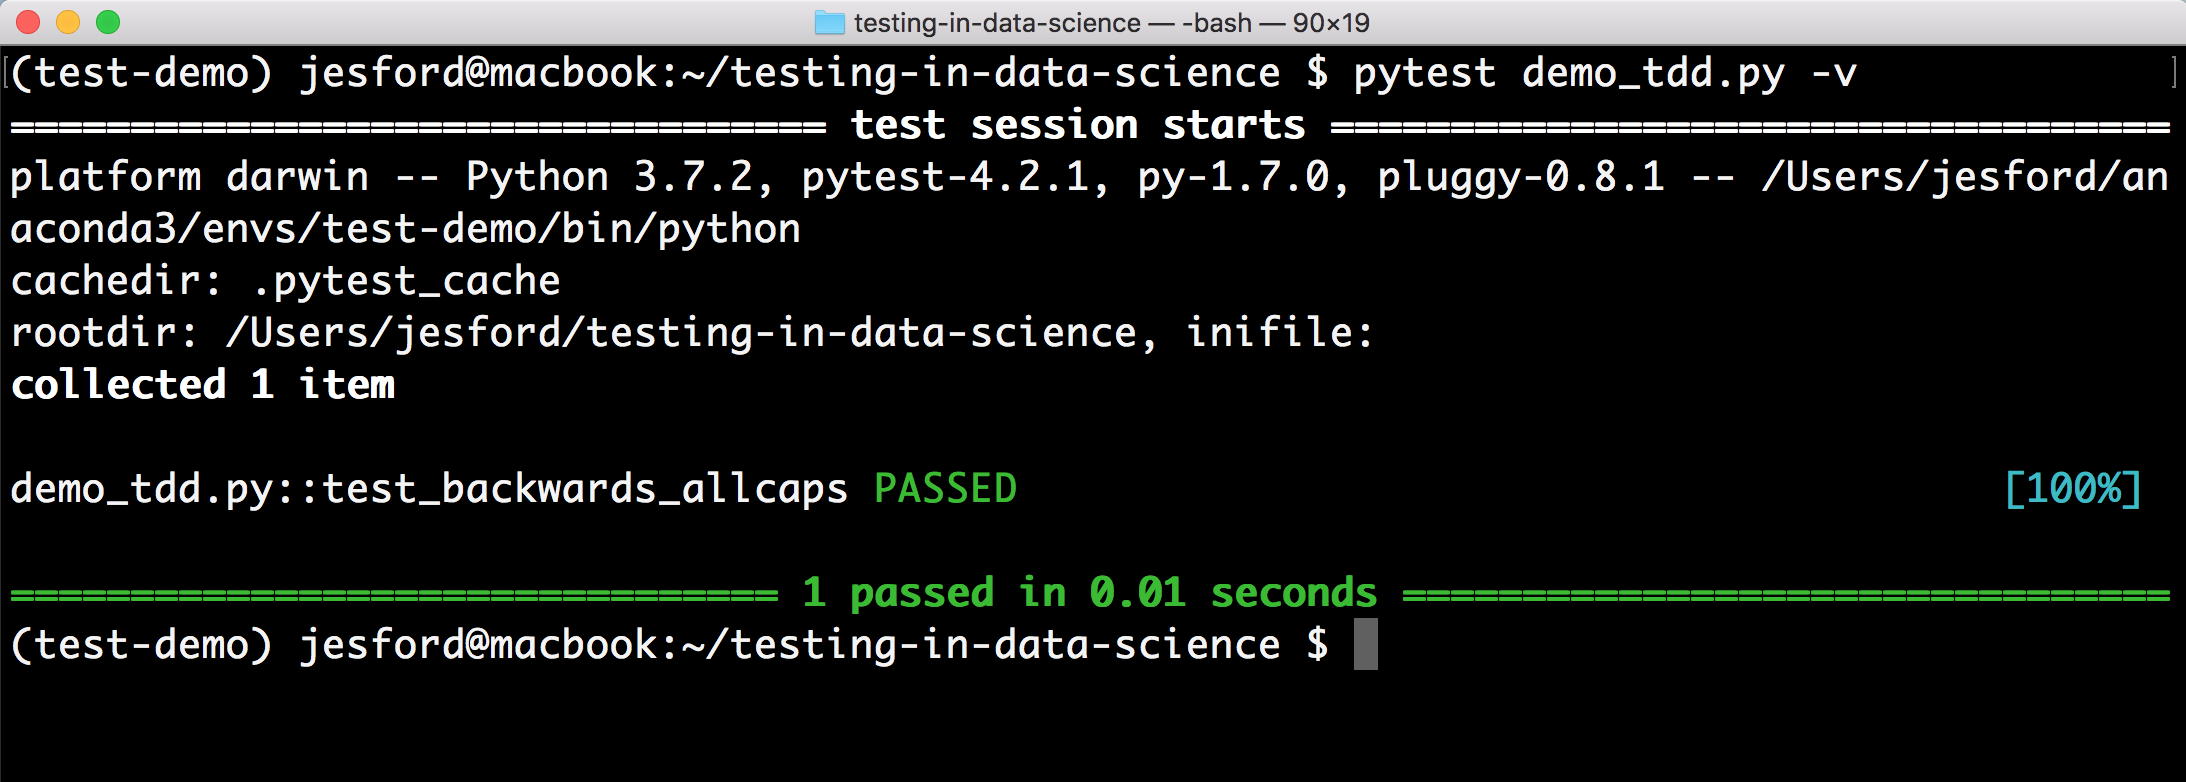 testing-in-data-science — -bash — 90×19
(test-demo) jesford@macbook:~/testing-in-data-science $ pytest demo_tdd.py -v
================================== test session starts ===================================
platform darwin -- Python 3.7.2, pytest-4.2.1, py-1.7.0, pluggy-0.8.1 -- /Users/jesford/an
aconda3/envs/test-demo/bin/python
cachedir: .pytest_cache
rootdir: /Users/jesford/testing-in-data-science, inifile:
collected 1 item
demo_tdd.py::test_backwards_allcaps PASSED [100%]
================================ 1 passed in 0.01 seconds ================================
(test-demo) jesford@macbook:~/testing-in-data-science $